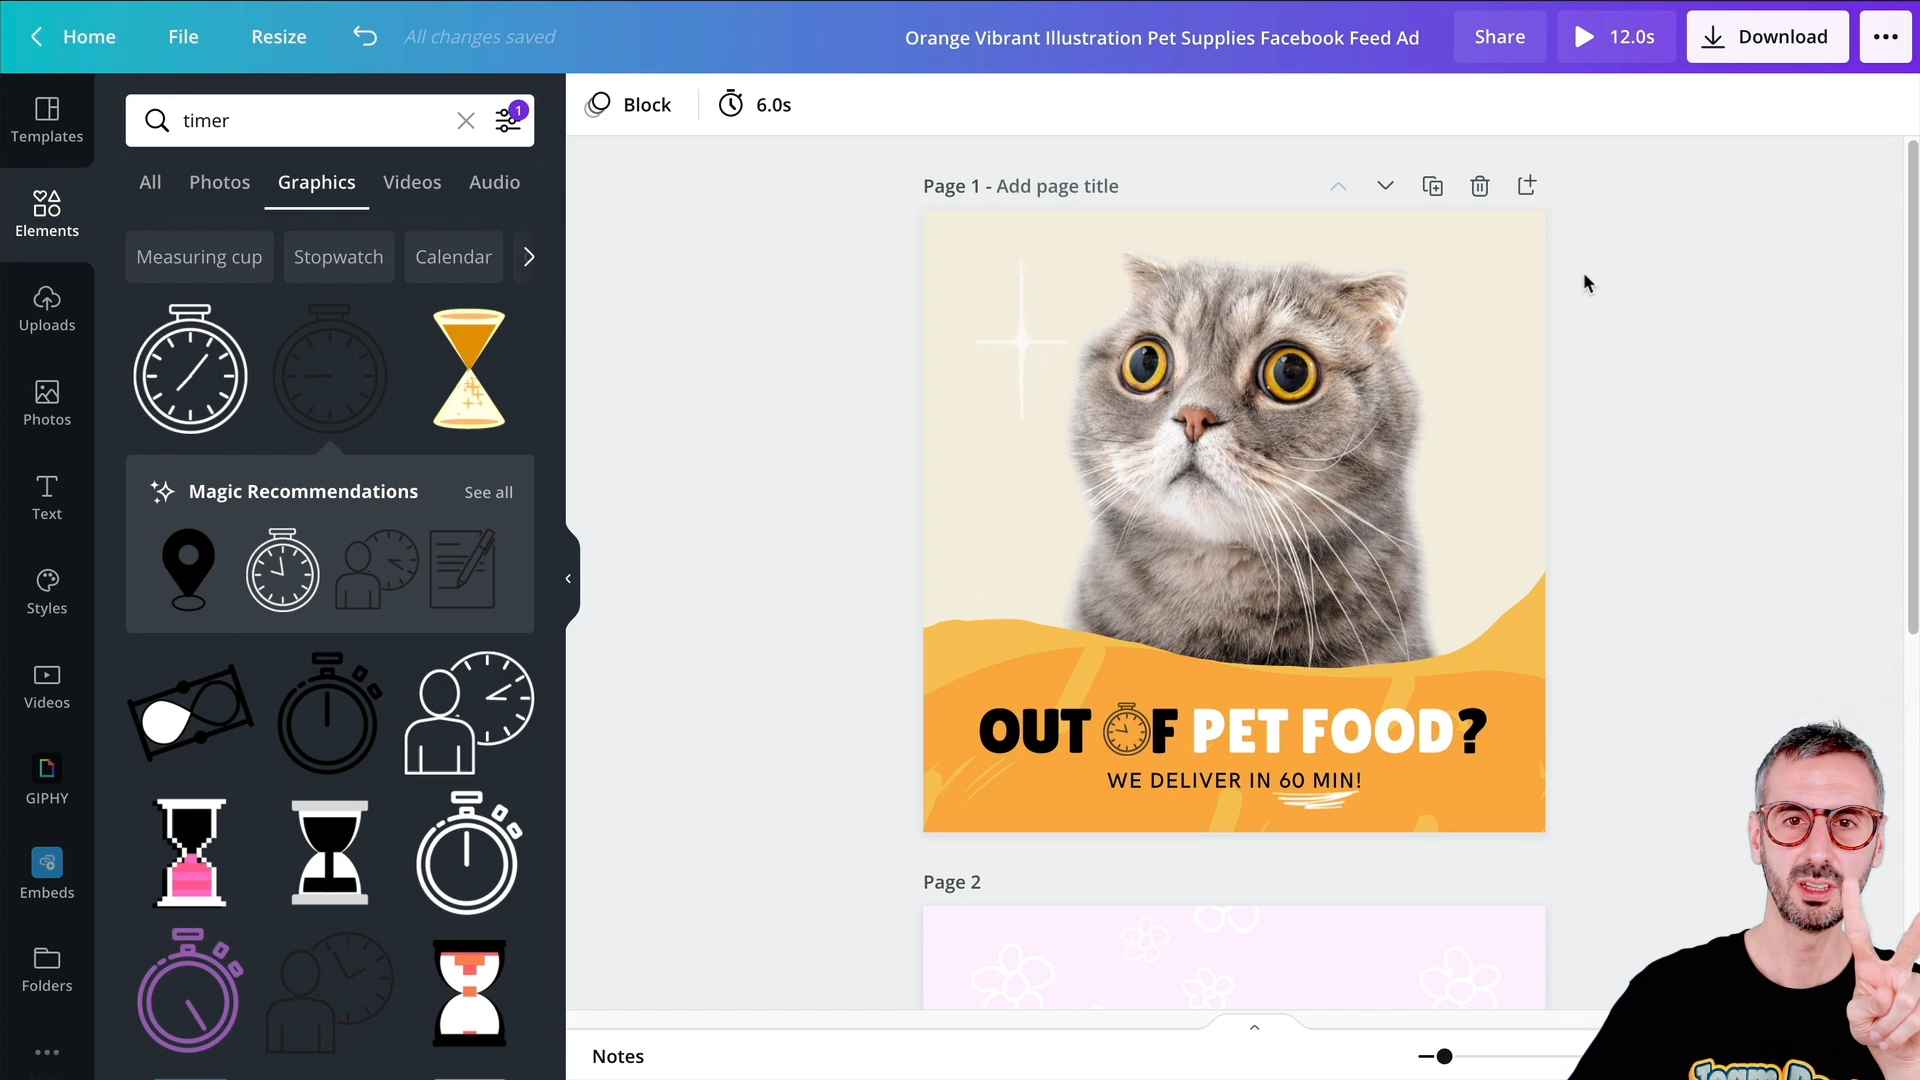 Home File Resize All changes saved Orange Vibrant Illustration Pet Supplies Facebook Feed Ad Share 12.0s Download
Templates
Elements
Uploads
Photos
Text
Styles
Videos
GIPHY
Embeds
Folders
timer
1
All Photos Graphics Videos Audio
Measuring cup Stopwatch Calendar
Magic Recommendations See all
Block 6.0s
Page 1 - Add page title
OUT OF PET FOOD?
WE DELIVER IN 60 MIN!
Page 2
Notes